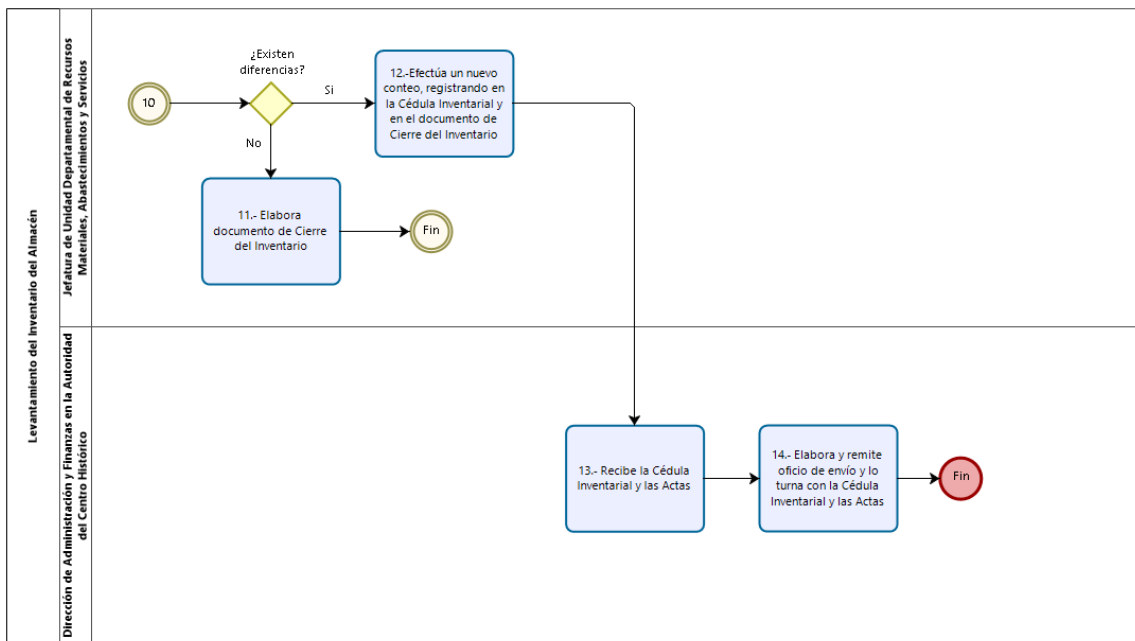 Levantamiento del Inventario del Almacén
Jefatura de Unidad Departamental de Recursos
Materiales, Abastecimientos y Servicios
10
¿Existen
diferencias?
Si
No
12.-Efectúa un nuevo
conteo, registrando en
la Cédula Inventarial y
en el documento de
Cierre del Inventario
11.- Elabora
documento de Cierre
del Inventario
Fin
Dirección de Administración y Finanzas en la Autoridad
del Centro Histórico
13.- Recibe la Cédula
Inventarial y las Actas
14.- Elabora y remite
oficio de envío y lo
turna con la Cédula
Inventarial y las Actas
Fin